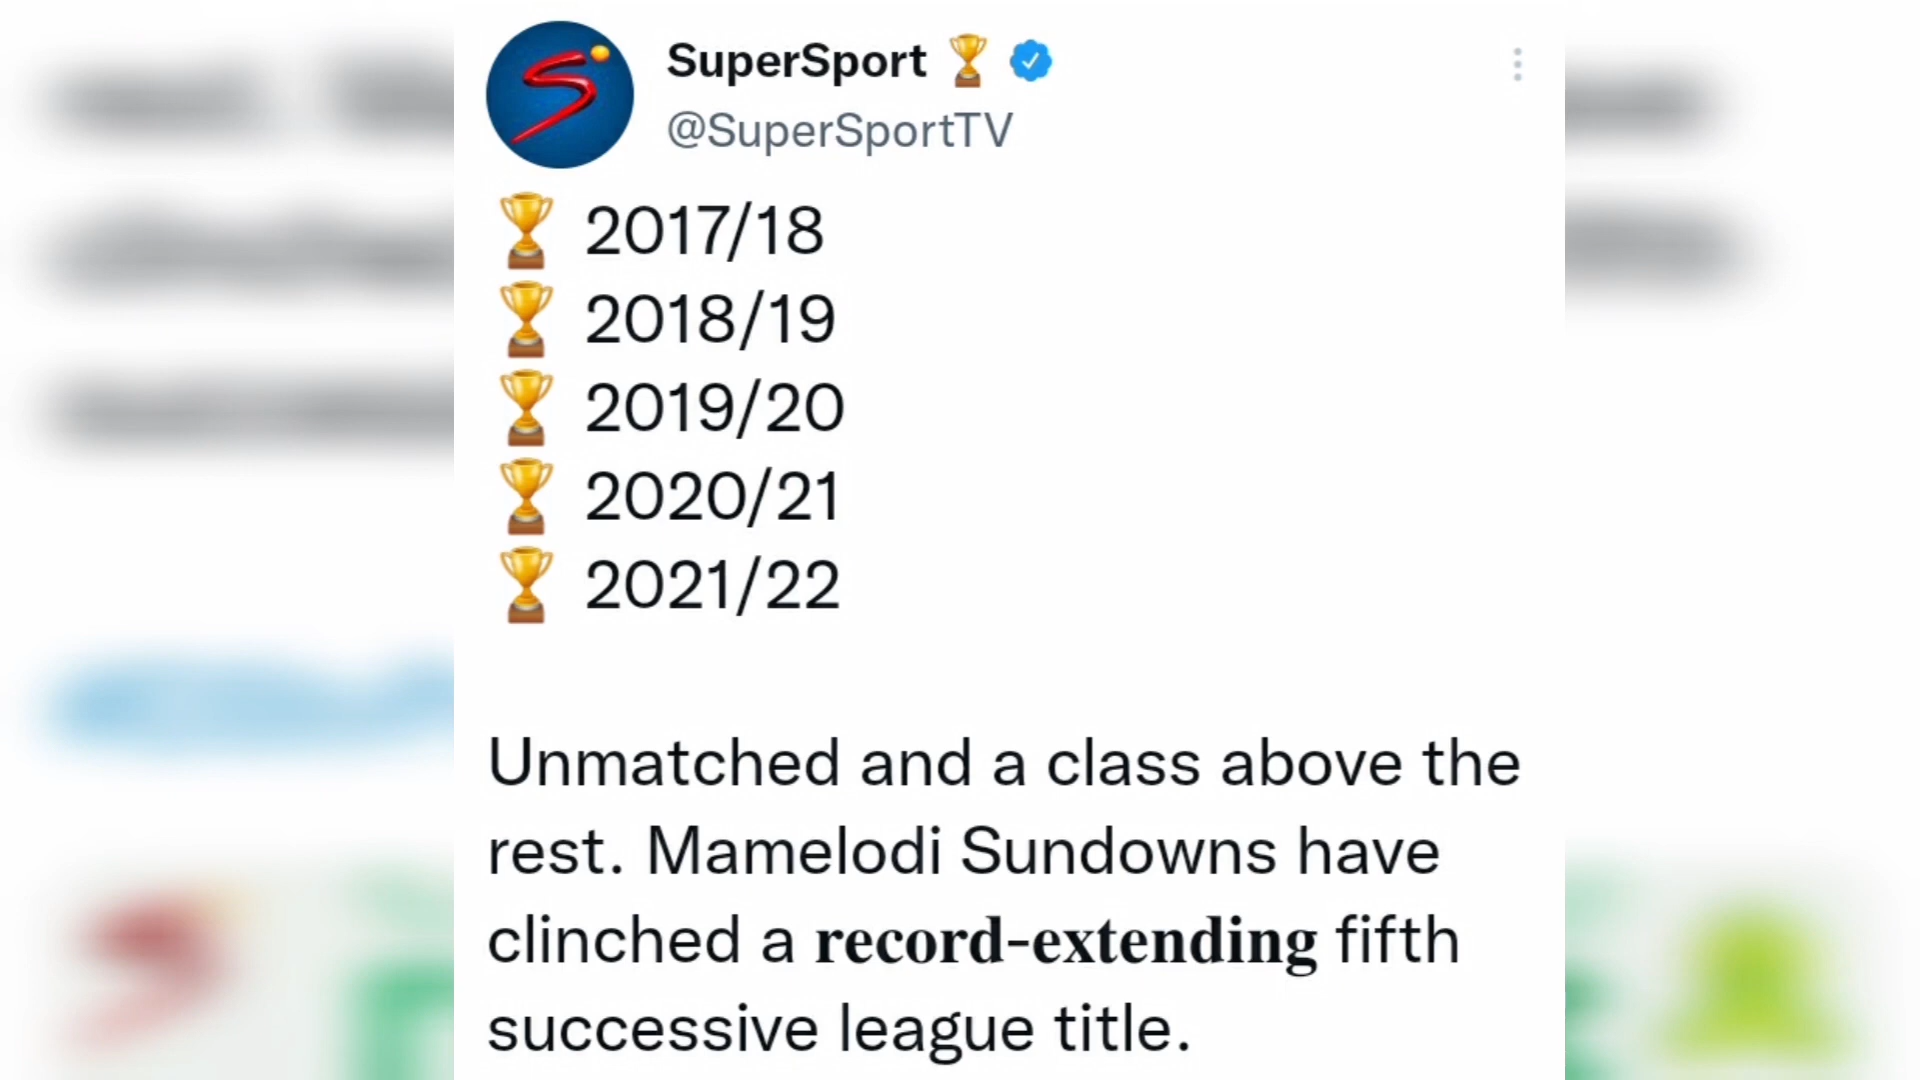 SuperSport 🏆
@SuperSportTV
🏆 2017/18
🏆 2018/19
🏆 2019/20
🏆 2020/21
🏆 2021/22
Unmatched and a class above the
rest. Mamelodi Sundowns have
clinched a 𝐫𝐞𝐜𝐨𝐫𝐝-𝐞𝐱𝐭𝐞𝐧𝐝𝐢𝐧𝐠 fifth
successive league title.